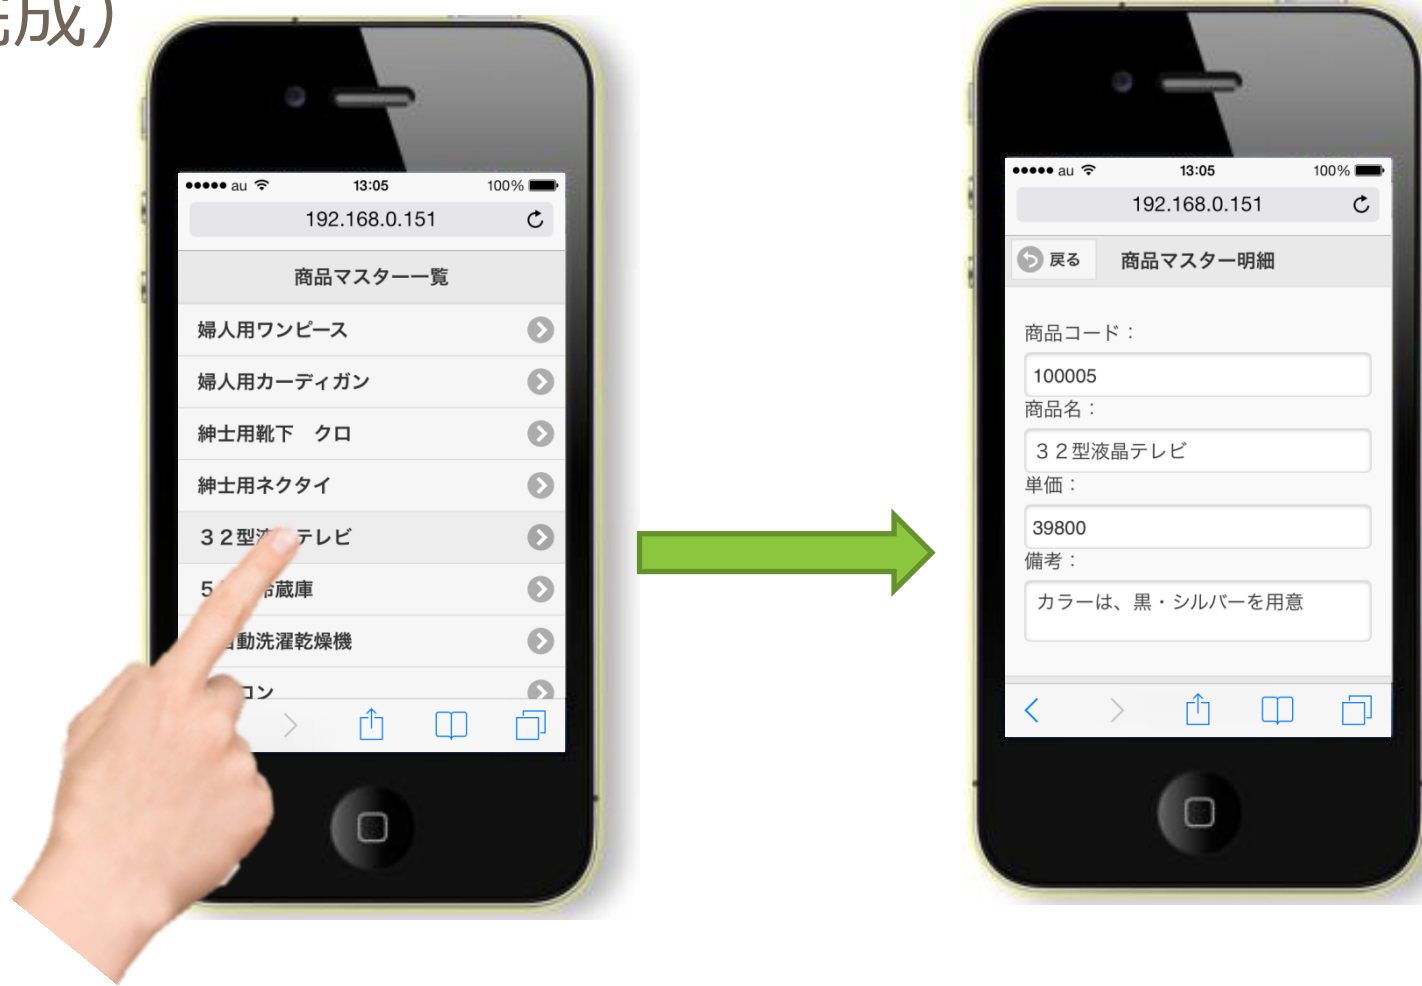 完成）
au 13:05 100%
192.168.0.151
商品マスター一覧
婦人用ワンピース
婦人用カーディガン
紳士用靴下　クロ
紳士用ネクタイ
３２型液晶テレビ
冷蔵庫
動洗濯乾燥機
コン
au 13:05 100%
192.168.0.151
戻る 商品マスター明細
商品コード：
100005
商品名：
３２型液晶テレビ
単価：
39800
備考：
カラーは、黒・シルバーを用意